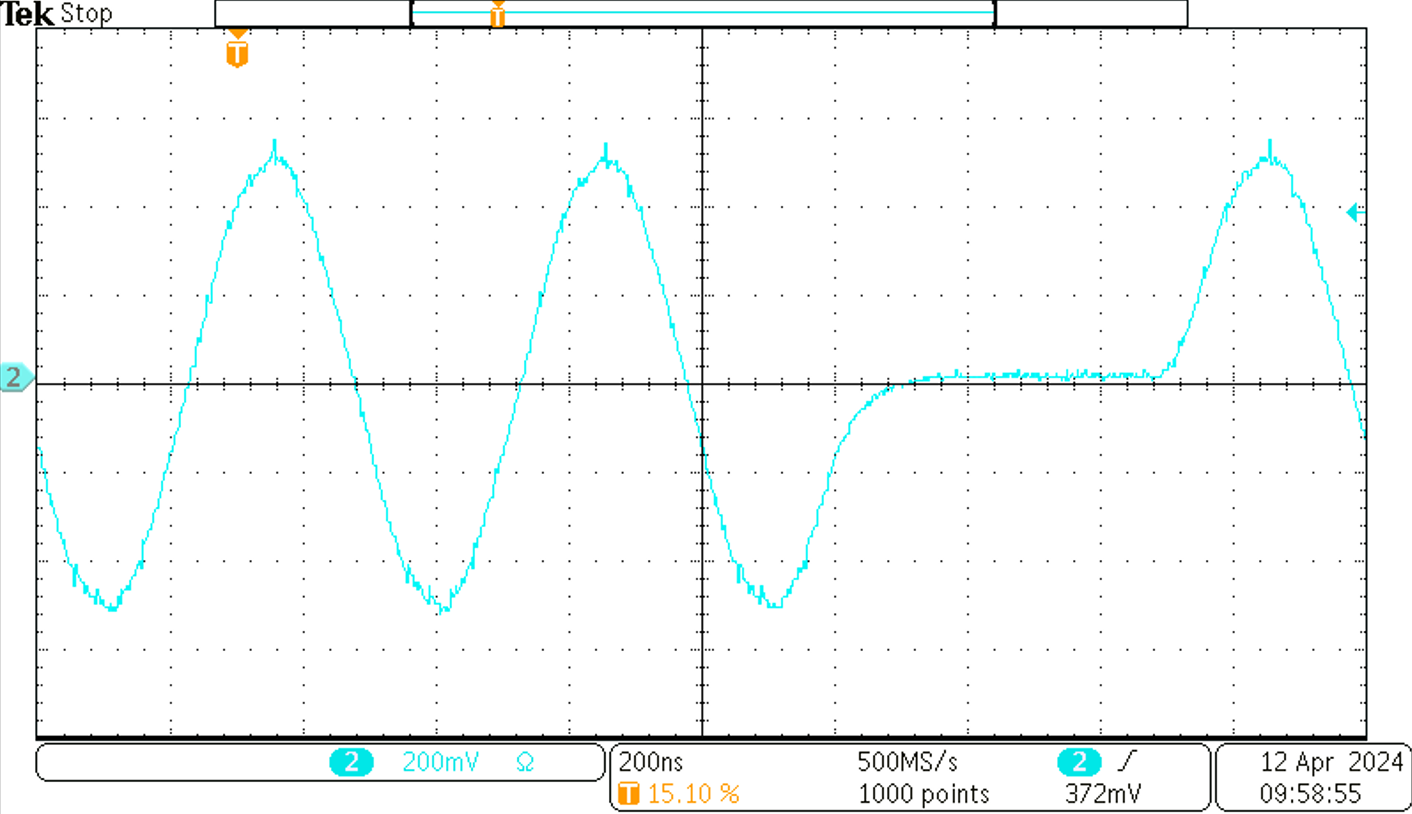 Tek Stop
T
T
2
2 200mV Ω
200ns 500MS/s 2
T 15.10 % 1000 points 372mV
12 Apr 2024
09:58:55